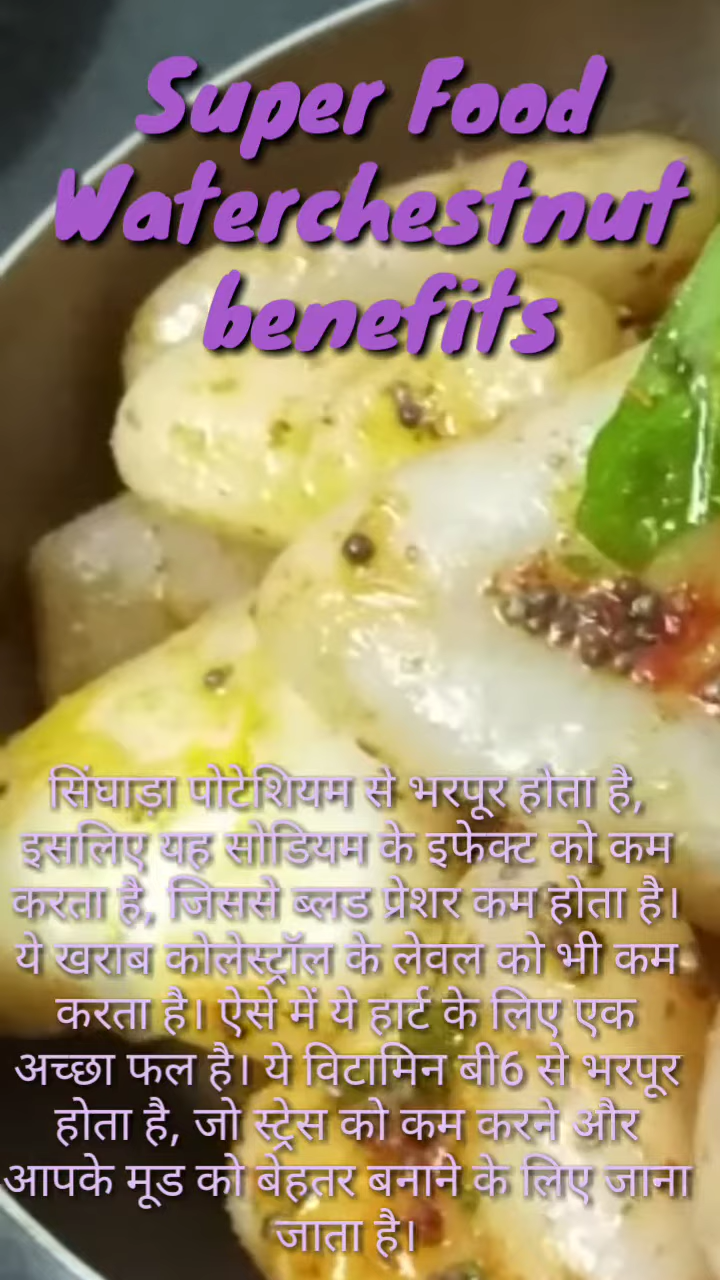 Super Food
Waterchestnut
benefits
सिंघाड़ा पोटेशियम से भरपूर होता है,
इसलिए यह सोडियम के इफेक्ट को कम
करता है, जिससे ब्लड प्रेशर कम होता है।
ये खराब कोलेस्ट्रॉल के लेवल को भी कम
करता है। ऐसे में ये हार्ट के लिए एक
अच्छा फल है। ये विटामिन बी6 से भरपूर
होता है, जो स्ट्रेस को कम करने और
आपके मूड को बेहतर बनाने के लिए जाना
जाता है।